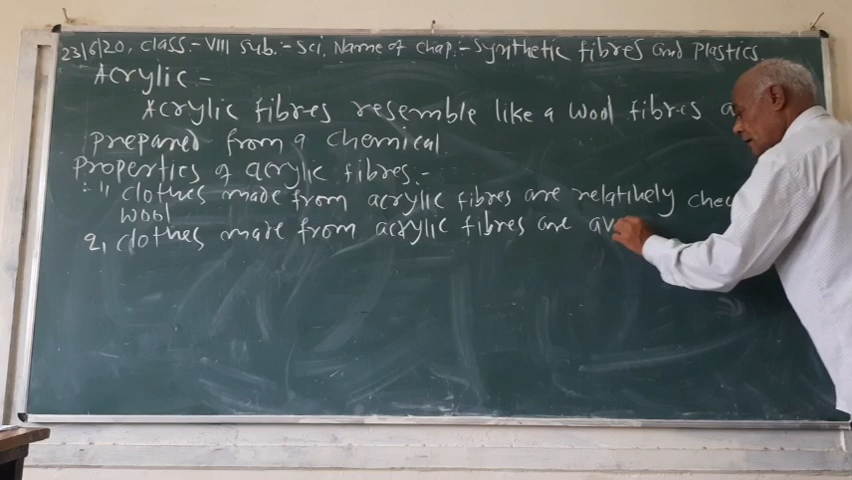 23/6/20, Class.- VIII Sub.- Sci. Name of Chap:- Synthetic fibres and Plastics.
Acrylic -
Acrylic fibres resemble like a wool fibres
prepared from a chemical.
Properties of acrylic fibres:-
1, Clothes made from acrylic fibres are relatively
wool
2, Clothes made from acrylic fibres are